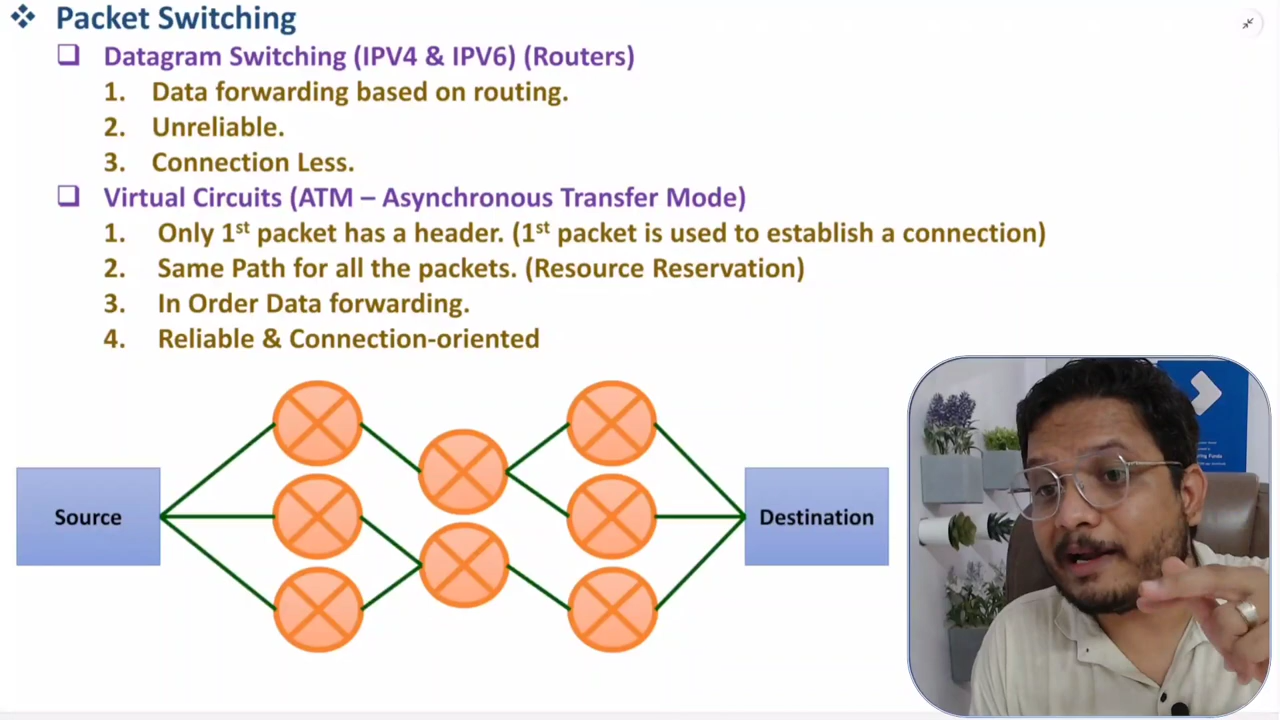 Packet Switching
Datagram Switching (IPV4 & IPV6) (Routers)
1. Data forwarding based on routing.
2. Unreliable.
3. Connection Less.
Virtual Circuits (ATM – Asynchronous Transfer Mode)
1. Only 1st packet has a header. (1st packet is used to establish a connection)
2. Same Path for all the packets. (Resource Reservation)
3. In Order Data forwarding.
4. Reliable & Connection-oriented
Source
Destination